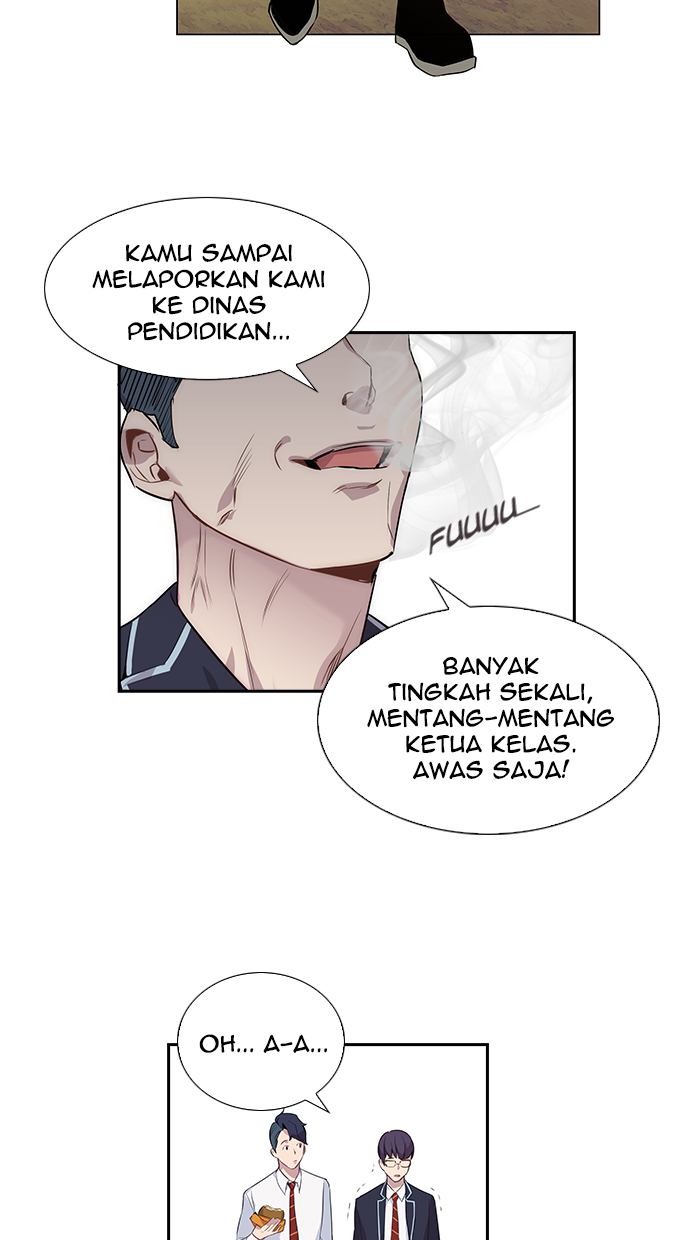 KAMU SAMPAI
MELAPORKAN KAMI
KE DINAS
PENDIDIKAN...
FUUUU
BANYAK
TINGKAH SEKALI,
MENTANG-MENTANG
KETUA KELAS.
AWAS SAJA!
OH... A-A...